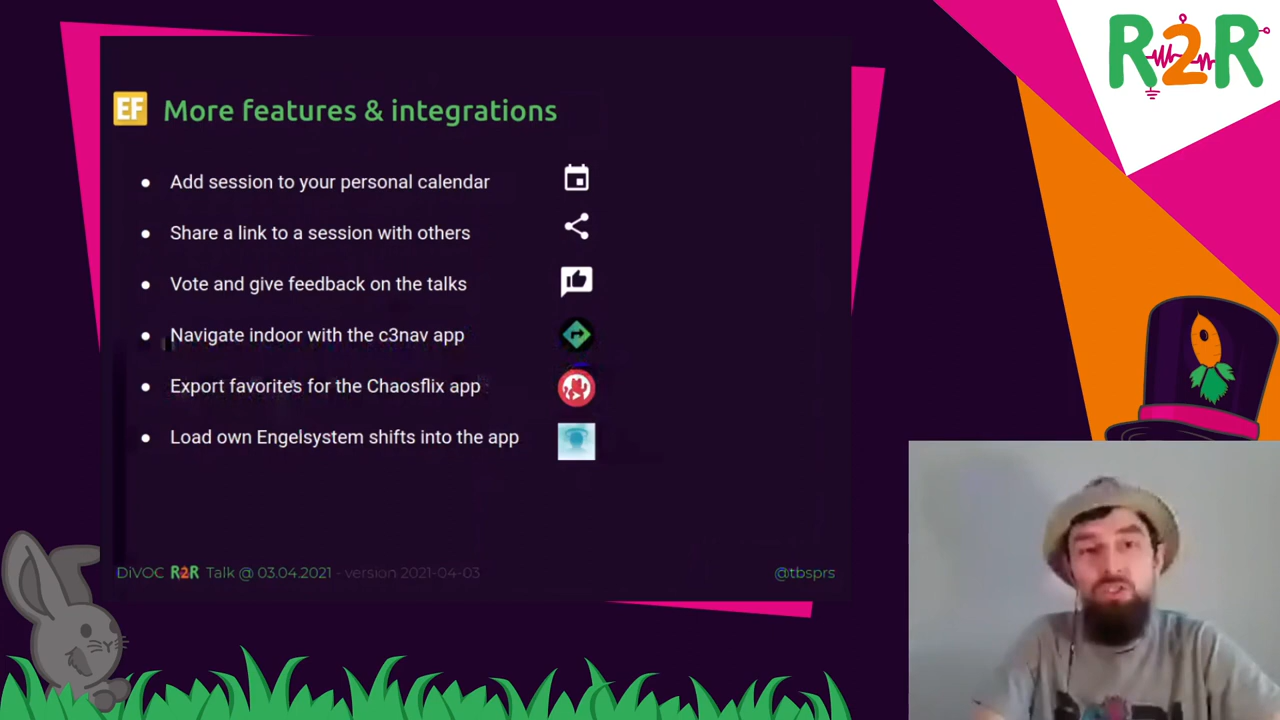 R2R
EF More features & integrations
• Add session to your personal calendar
• Share a link to a session with others
• Vote and give feedback on the talks
• Navigate indoor with the c3nav app
• Export favorites for the Chaosflix app
• Load own Engelsystem shifts into the app
DiVOC R2R Talk @ 03.04.2021 - version 2021-04-03
@tbsprs